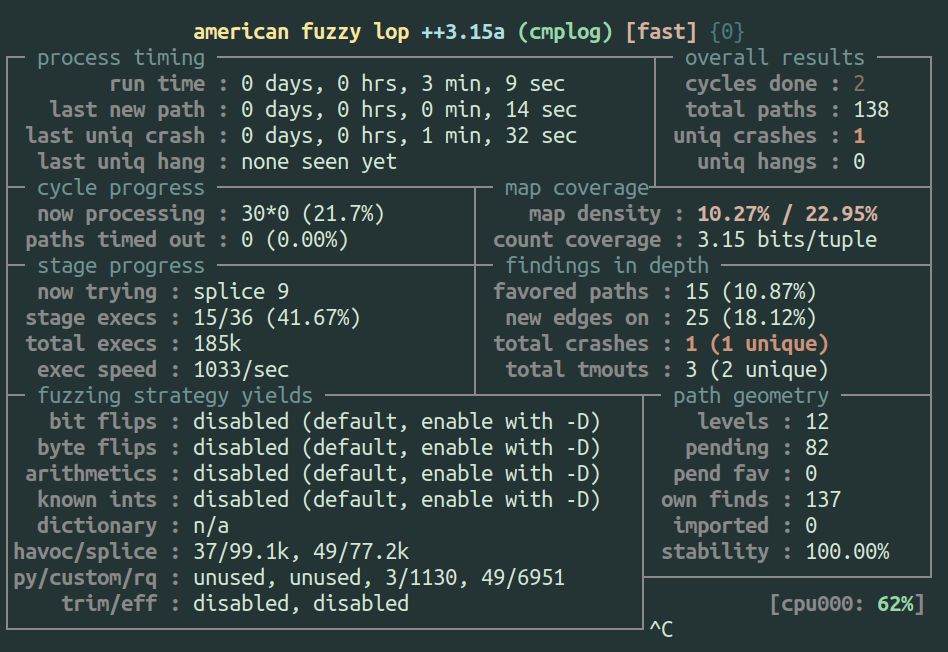 american fuzzy lop ++3.15a (cmplog) [fast] {0}
process timing overall results
run time : 0 days, 0 hrs, 3 min, 9 sec cycles done : 2
last new path : 0 days, 0 hrs, 0 min, 14 sec total paths : 138
last uniq crash : 0 days, 0 hrs, 1 min, 32 sec uniq crashes : 1
last uniq hang : none seen yet uniq hangs : 0
cycle progress map coverage
now processing : 30*0 (21.7%) map density : 10.27% / 22.95%
paths timed out : 0 (0.00%) count coverage : 3.15 bits/tuple
stage progress findings in depth
now trying : splice 9 favored paths : 15 (10.87%)
stage execs : 15/36 (41.67%) new edges on : 25 (18.12%)
total execs : 185k total crashes : 1 (1 unique)
exec speed : 1033/sec total tmouts : 3 (2 unique)
fuzzing strategy yields path geometry
bit flips : disabled (default, enable with -D) levels : 12
byte flips : disabled (default, enable with -D) pending : 82
arithmetics : disabled (default, enable with -D) pend fav : 0
known ints : disabled (default, enable with -D) own finds : 137
dictionary : n/a imported : 0
havoc/splice : 37/99.1k, 49/77.2k stability : 100.00%
py/custom/rq : unused, unused, 3/1130, 49/6951
trim/eff : disabled, disabled [cpu000: 62%]
^C